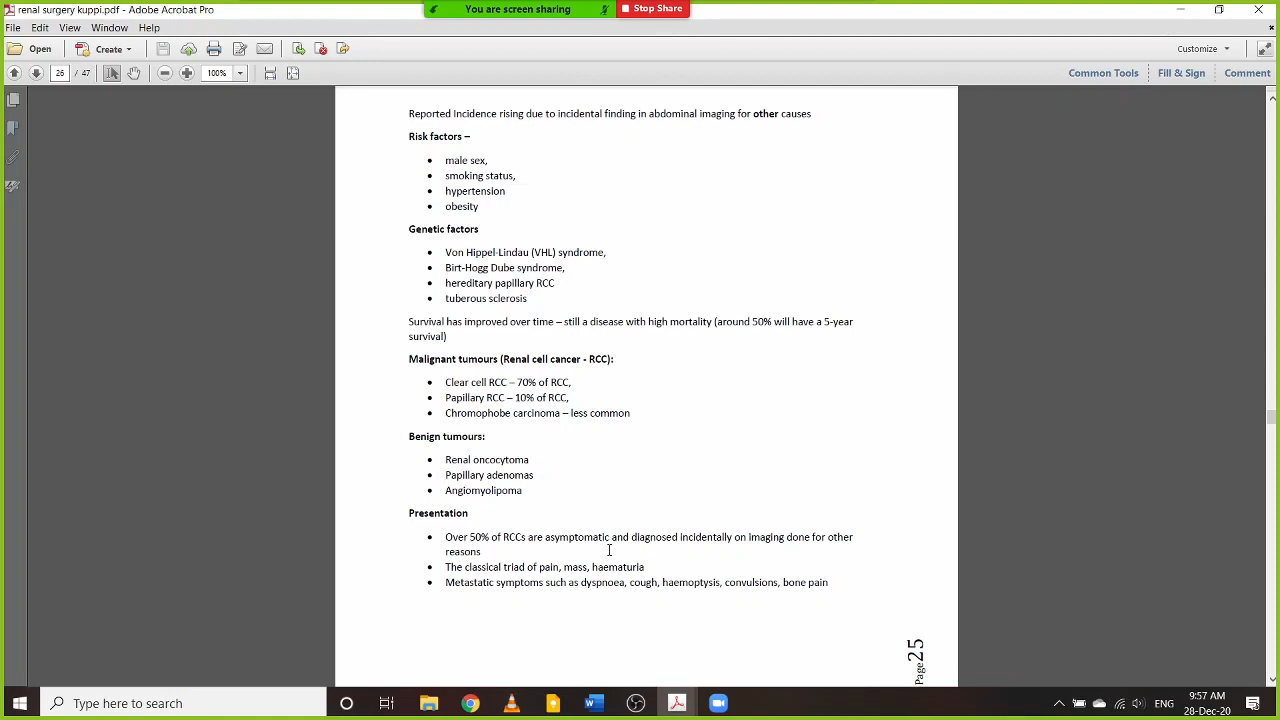 renal surgery kuppi.pdf - Adobe Acrobat Pro
You are screen sharing
Stop Share
File Edit View Window Help
Open Create Customize
26 / 47 100% Common Tools Fill & Sign Comment
Reported Incidence rising due to incidental finding in abdominal imaging for other causes
Risk factors –
• male sex,
• smoking status,
• hypertension
• obesity
Genetic factors
• Von Hippel-Lindau (VHL) syndrome,
• Birt-Hogg Dube syndrome,
• hereditary papillary RCC
• tuberous sclerosis
Survival has improved over time – still a disease with high mortality (around 50% will have a 5-year
survival)
Malignant tumours (Renal cell cancer - RCC):
• Clear cell RCC – 70% of RCC,
• Papillary RCC – 10% of RCC,
• Chromophobe carcinoma – less common
Benign tumours:
• Renal oncocytoma
• Papillary adenomas
• Angiomyolipoma
Presentation
• Over 50% of RCCs are asymptomatic and diagnosed incidentally on imaging done for other
reasons
• The classical triad of pain, mass, haematuria
• Metastatic symptoms such as dyspnoea, cough, haemoptysis, convulsions, bone pain
Page25
Type here to search
ENG
9:57 AM
28-Dec-20